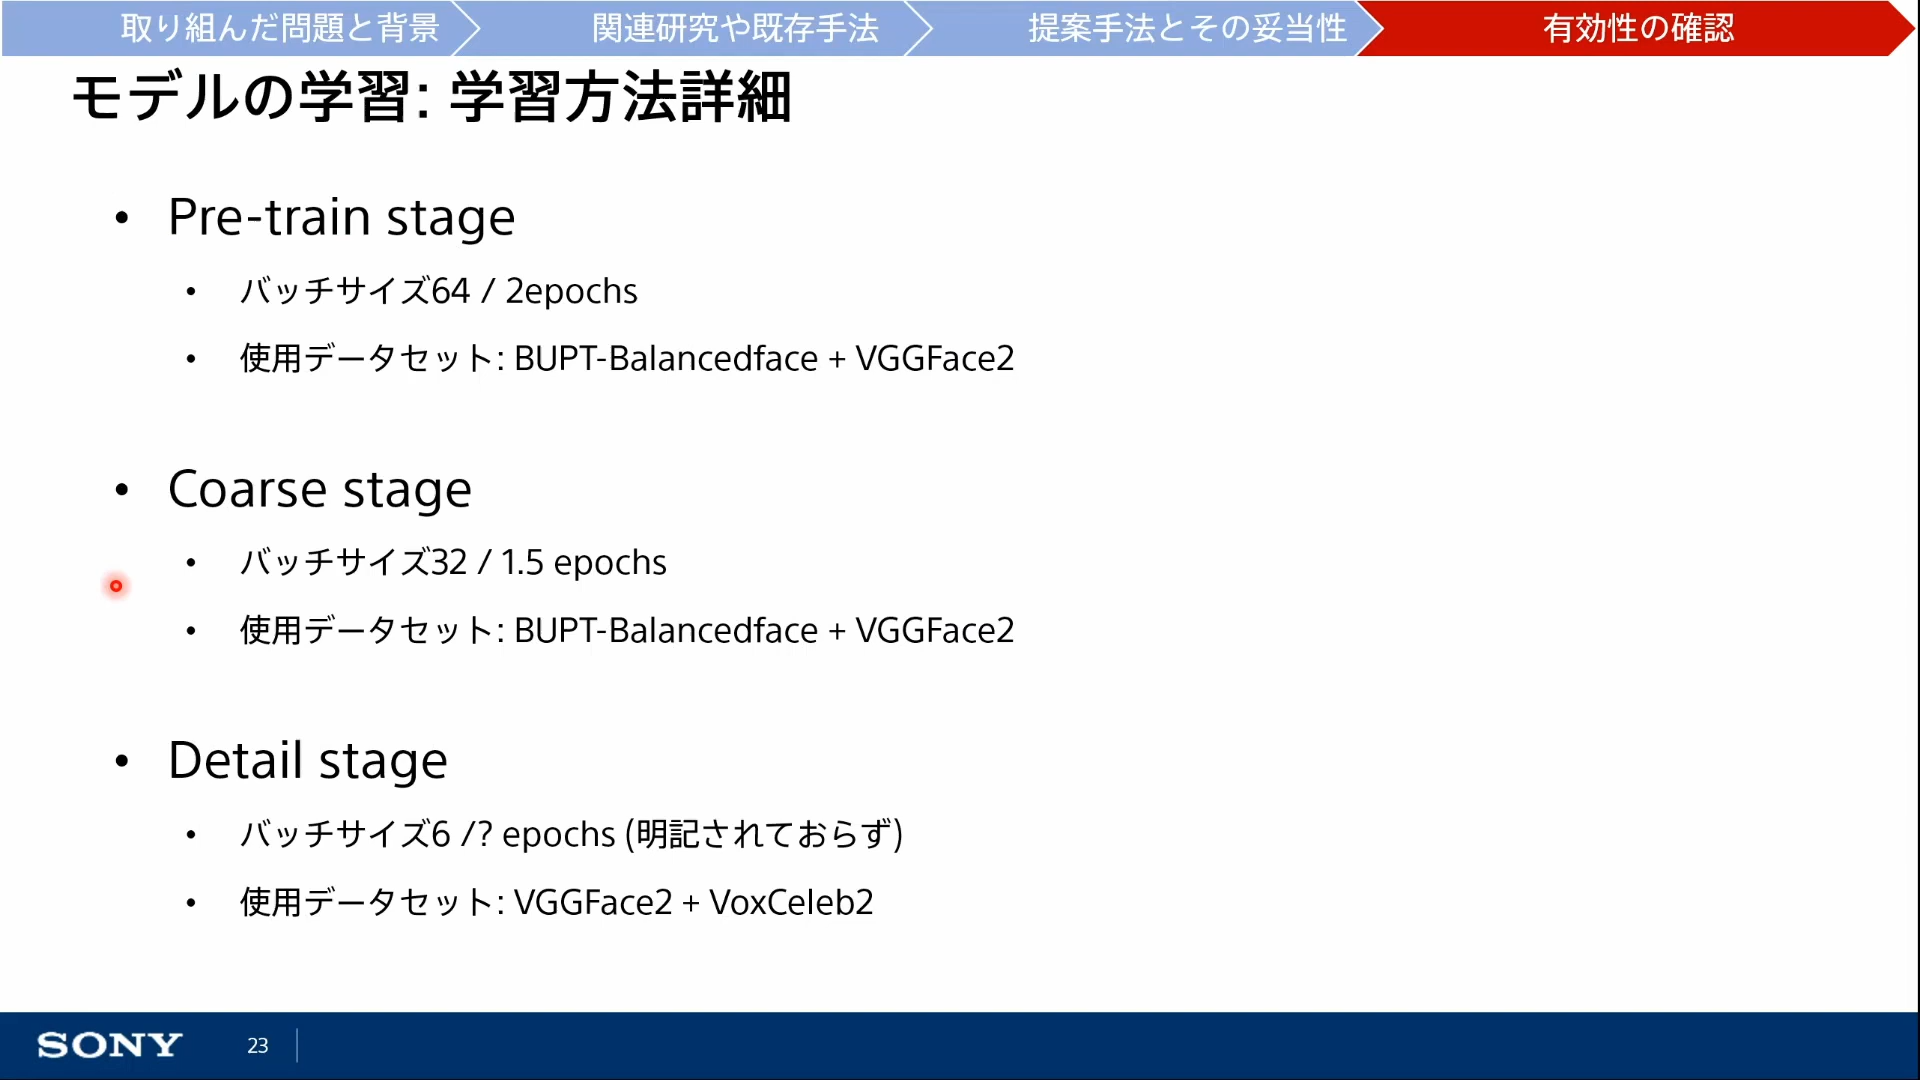 取り組んだ問題と背景
関連研究や既存手法
提案手法とその妥当性
有効性の確認
モデルの学習: 学習方法詳細
• Pre-train stage
• バッチサイズ64 / 2epochs
• 使用データセット: BUPT-Balancedface + VGGFace2
• Coarse stage
• バッチサイズ32 / 1.5 epochs
• 使用データセット: BUPT-Balancedface + VGGFace2
• Detail stage
• バッチサイズ6 /? epochs (明記されておらず)
• 使用データセット: VGGFace2 + VoxCeleb2
SONY 23